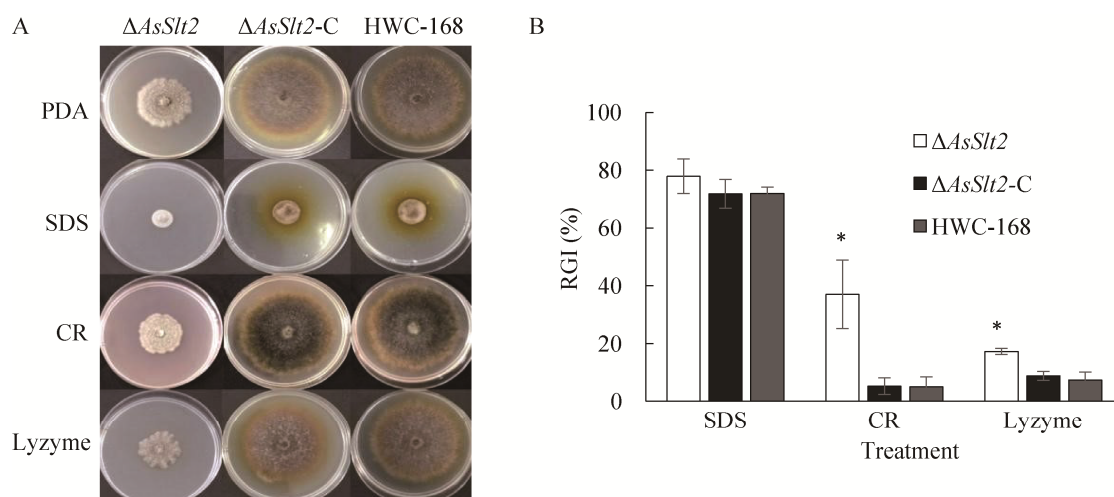 A
ΔAsSlt2 ΔAsSlt2-C HWC-168
PDA
SDS
CR
Lyzyme
B
100
80
60
40
20
0
RGI (%)
ΔAsSlt2
ΔAsSlt2-C
HWC-168
*
*
SDS CR Lyzyme
Treatment